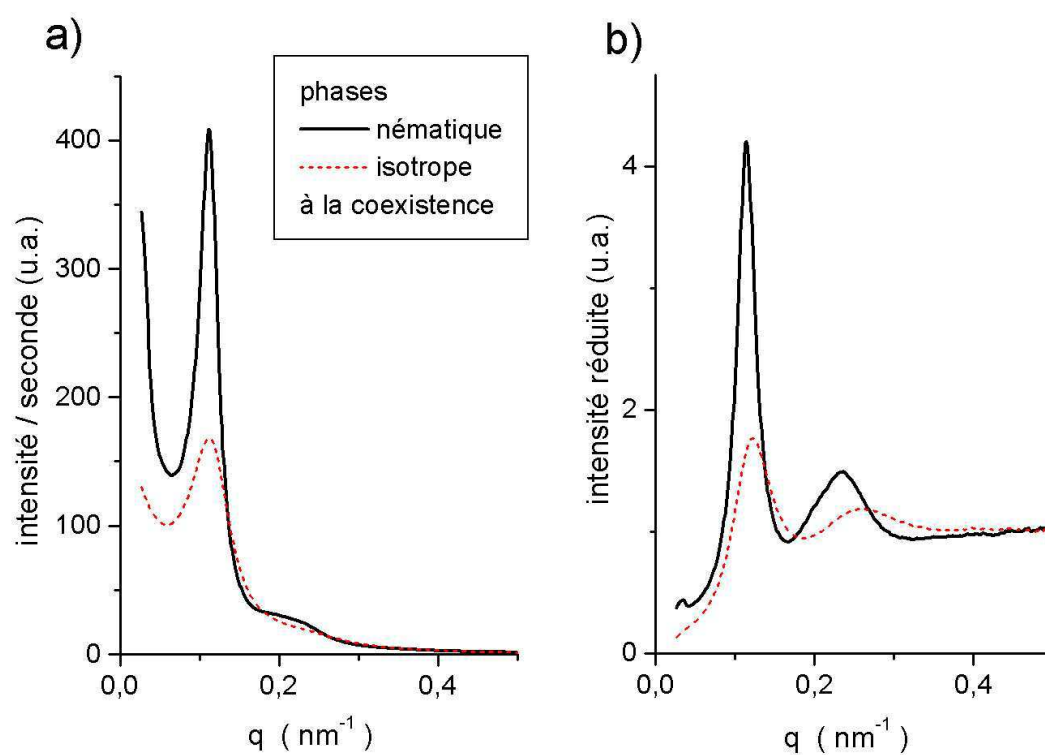 a)
intensité / seconde (u.a.)
400
300
200
100
0
0,0
0,2
0,4
q ( nm⁻¹ )
phases
nématique
isotrope
à la coexistence
b)
intensité réduite (u.a.)
4
2
0
0,0
0,2
0,4
q ( nm⁻¹ )